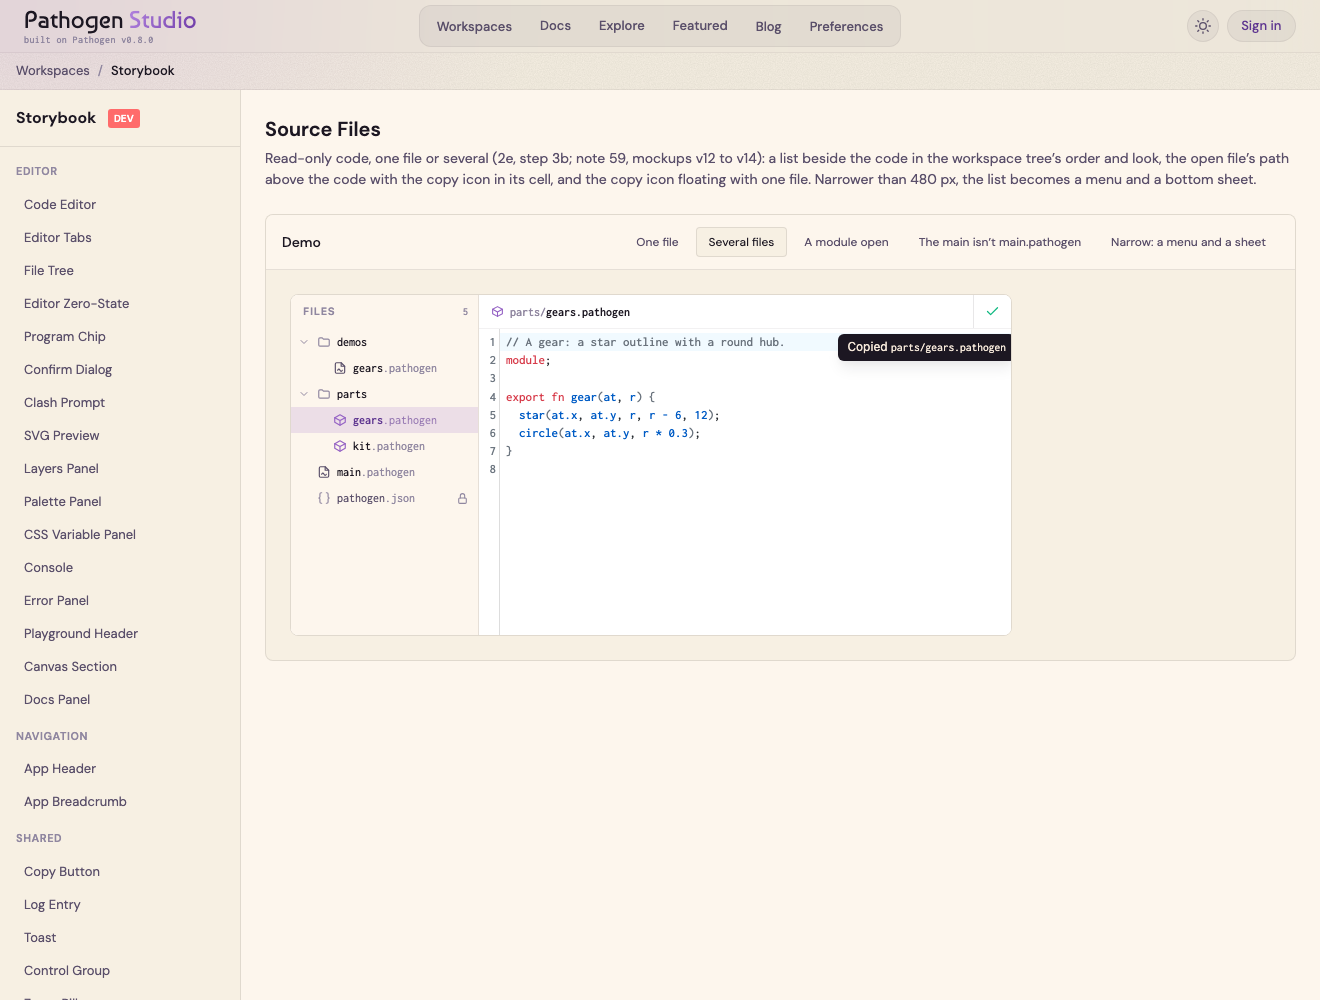 Pathogen Studio
built on Pathogen v0.8.0
Workspaces Docs Explore Featured Blog Preferences
Sign in
Workspaces / Storybook
Storybook DEV
EDITOR
Code Editor
Editor Tabs
File Tree
Editor Zero-State
Program Chip
Confirm Dialog
Clash Prompt
SVG Preview
Layers Panel
Palette Panel
CSS Variable Panel
Console
Error Panel
Playground Header
Canvas Section
Docs Panel
NAVIGATION
App Header
App Breadcrumb
SHARED
Copy Button
Log Entry
Toast
Control Group
Source Files
Read-only code, one file or several (2e, step 3b; note 59, mockups v12 to v14): a list beside the code in the workspace tree’s order and look, the open file’s path
above the code with the copy icon in its cell, and the copy icon floating with one file. Narrower than 480 px, the list becomes a menu and a bottom sheet.
Demo
One file Several files A module open The main isn’t main.pathogen Narrow: a menu and a sheet
FILES 5
demos
gears.pathogen
parts
gears.pathogen
kit.pathogen
main.pathogen
{} pathogen.json
parts/gears.pathogen
Copied parts/gears.pathogen
1 // A gear: a star outline with a round hub.
2 module;
3
4 export fn gear(at, r) {
5 star(at.x, at.y, r, r - 6, 12);
6 circle(at.x, at.y, r * 0.3);
7 }
8